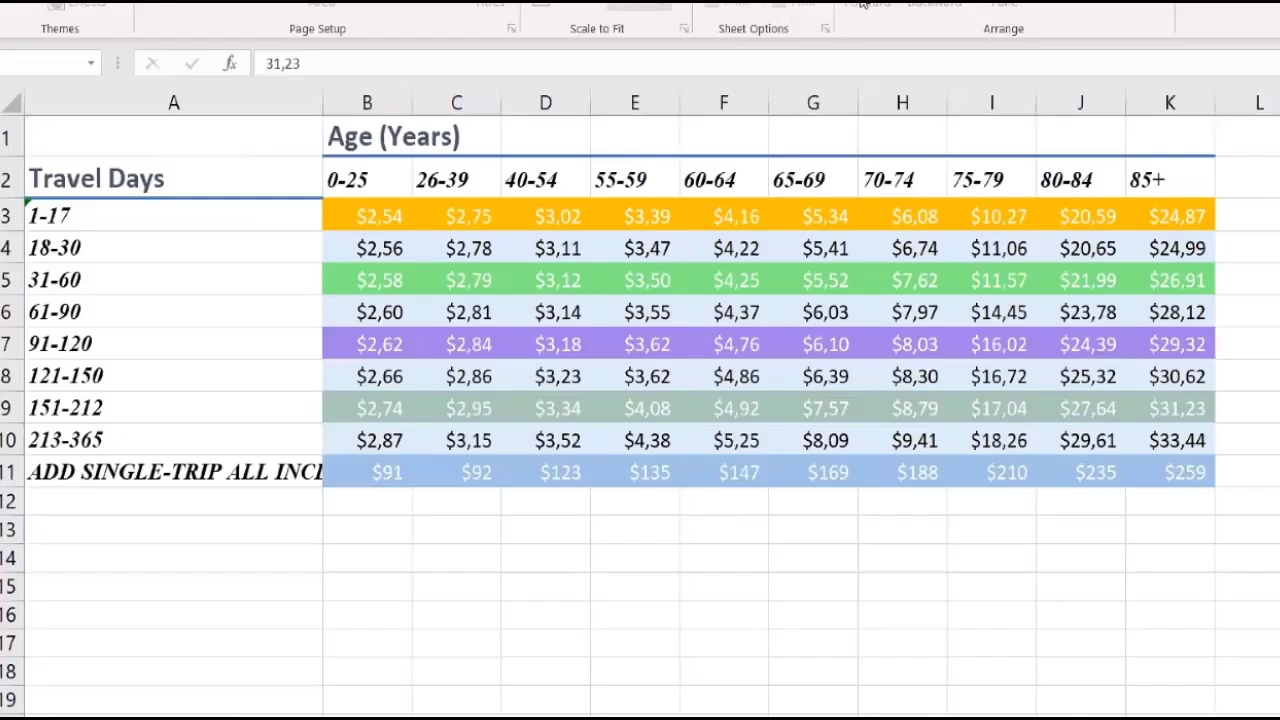 Themes Page Setup Scale to Fit Sheet Options Arrange
31,23
A B C D E F G H I J K L
1 Age (Years)
2 Travel Days 0-25 26-39 40-54 55-59 60-64 65-69 70-74 75-79 80-84 85+
3 1-17 $2,54 $2,75 $3,02 $3,39 $4,16 $5,34 $6,08 $10,27 $20,59 $24,87
4 18-30 $2,56 $2,78 $3,11 $3,47 $4,22 $5,41 $6,74 $11,06 $20,65 $24,99
5 31-60 $2,58 $2,79 $3,12 $3,50 $4,25 $5,52 $7,62 $11,57 $21,99 $26,91
6 61-90 $2,60 $2,81 $3,14 $3,55 $4,37 $6,03 $7,97 $14,45 $23,78 $28,12
7 91-120 $2,62 $2,84 $3,18 $3,62 $4,76 $6,10 $8,03 $16,02 $24,39 $29,32
8 121-150 $2,66 $2,86 $3,23 $3,62 $4,86 $6,39 $8,30 $16,72 $25,32 $30,62
9 151-212 $2,74 $2,95 $3,34 $4,08 $4,92 $7,57 $8,79 $17,04 $27,64 $31,23
10 213-365 $2,87 $3,15 $3,52 $4,38 $5,25 $8,09 $9,41 $18,26 $29,61 $33,44
11 ADD SINGLE-TRIP ALL INCL $91 $92 $123 $135 $147 $169 $188 $210 $235 $259
12
13
14
15
16
17
18
19